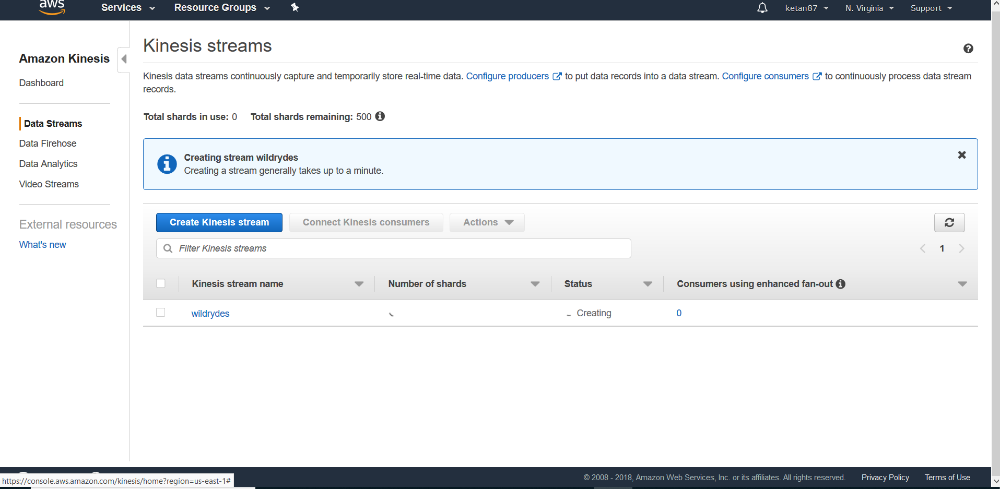 aws Services Resource Groups ketan87 N. Virginia Support
Amazon Kinesis
Dashboard
Data Streams
Data Firehose
Data Analytics
Video Streams
External resources
What's new
Kinesis streams
Kinesis data streams continuously capture and temporarily store real-time data. Configure producers to put data records into a data stream. Configure consumers to continuously process data stream
records.
Total shards in use: 0 Total shards remaining: 500
Creating stream wildrydes
Creating a stream generally takes up to a minute.
Create Kinesis stream Connect Kinesis consumers Actions
Filter Kinesis streams
1
Kinesis stream name Number of shards Status Consumers using enhanced fan-out
wildrydes Creating 0
https://console.aws.amazon.com/kinesis/home?region=us-east-1#
© 2008 - 2018, Amazon Web Services, Inc. or its affiliates. All rights reserved. Privacy Policy Terms of Use